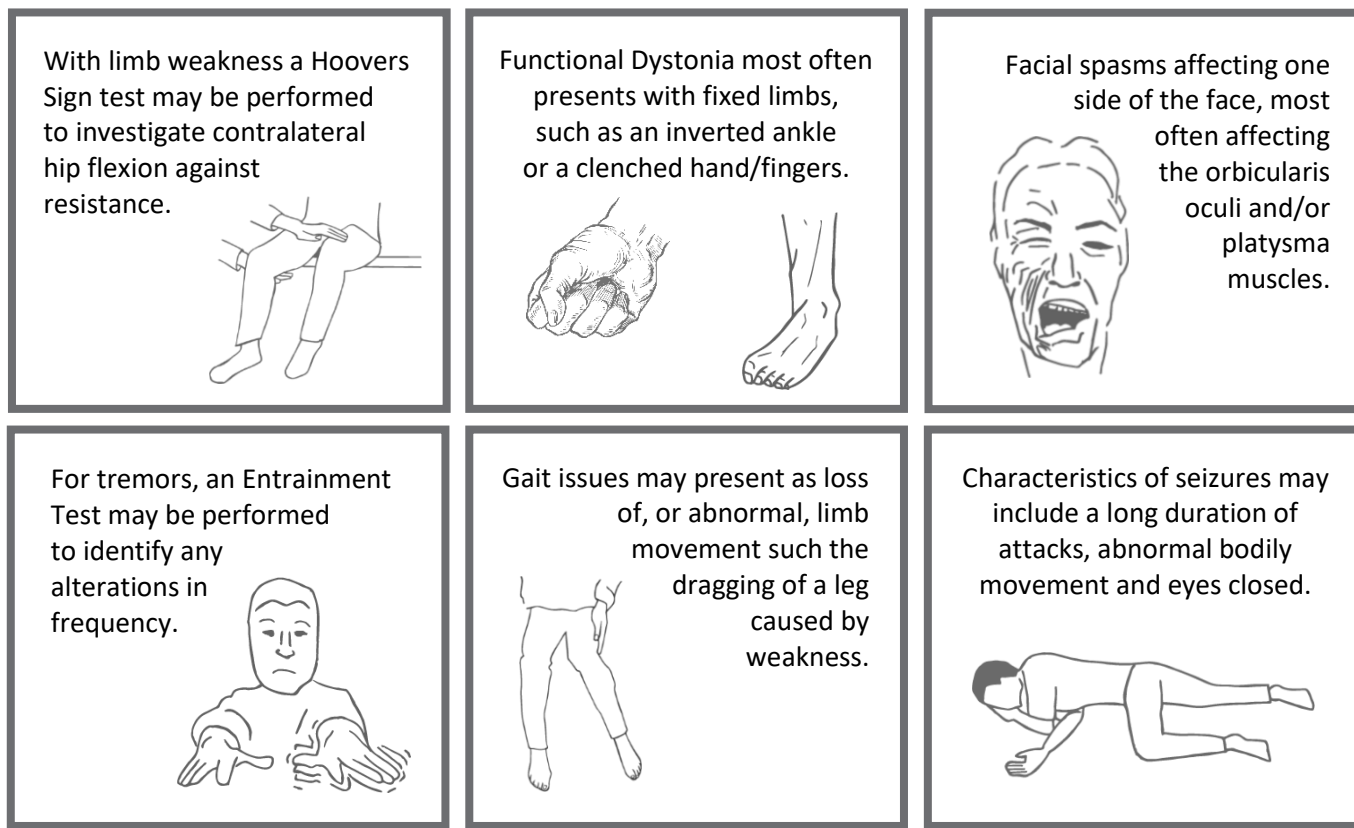 With limb weakness a Hoovers
Sign test may be performed
to investigate contralateral
hip flexion against
resistance.
Functional Dystonia most often
presents with fixed limbs,
such as an inverted ankle
or a clenched hand/fingers.
Facial spasms affecting one
side of the face, most
often affecting
the orbicularis
oculi and/or
platysma
muscles.
For tremors, an Entrainment
Test may be performed
to identify any
alterations in
frequency.
Gait issues may present as loss
of, or abnormal, limb
movement such the
dragging of a leg
caused by
weakness.
Characteristics of seizures may
include a long duration of
attacks, abnormal bodily
movement and eyes closed.